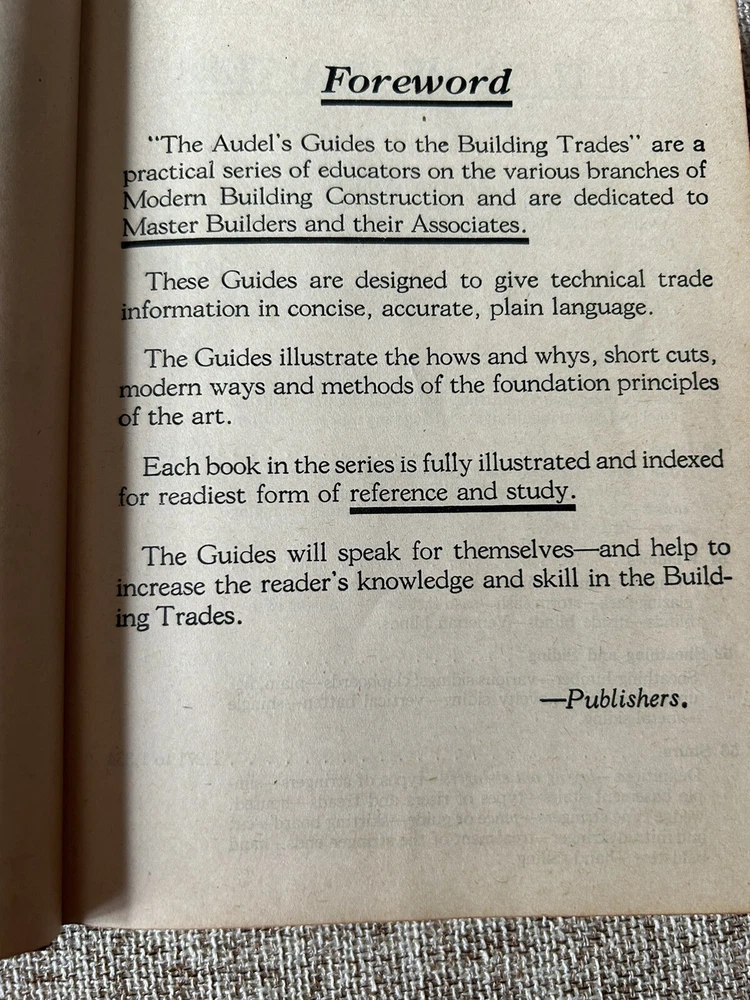 Foreword
"The Audel's Guides to the Building Trades" are a
practical series of educators on the various branches of
Modern Building Construction and are dedicated to
Master Builders and their Associates.
These Guides are designed to give technical trade
information in concise, accurate, plain language.
The Guides illustrate the hows and whys, short cuts,
modern ways and methods of the foundation principles
of the art.
Each book in the series is fully illustrated and indexed
for readiest form of reference and study.
The Guides will speak for themselves—and help to
increase the reader's knowledge and skill in the Build-
ing Trades.
—Publishers.